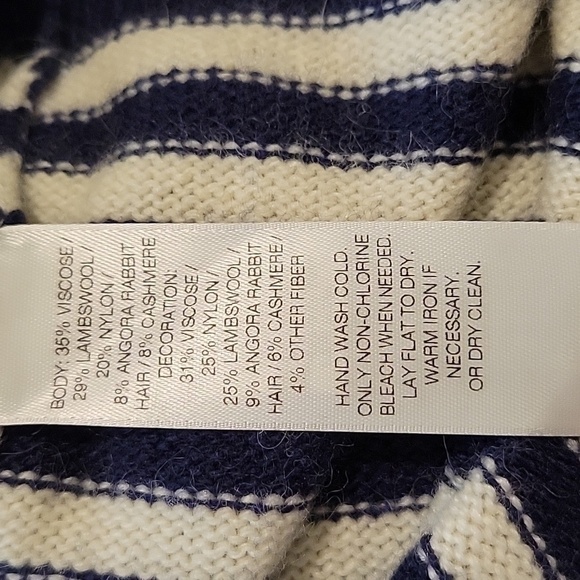 BODY: 35% VISCOSE/
29% LAMBSWOOL /
20% NYLON /
8% ANGORA RABBIT
HAIR / 8% CASHMERE
DECORATION:
31% VISCOSE/
25% NYLON /
25% LAMBSWOOL /
9% ANGORA RABBIT
HAIR / 6% CASHMERE/
4% OTHER FIBER
HAND WASH COLD.
ONLY NON-CHLORINE
BLEACH WHEN NEEDED.
LAY FLAT TO DRY.
WARM IRON IF
NECESSARY.
OR DRY CLEAN.